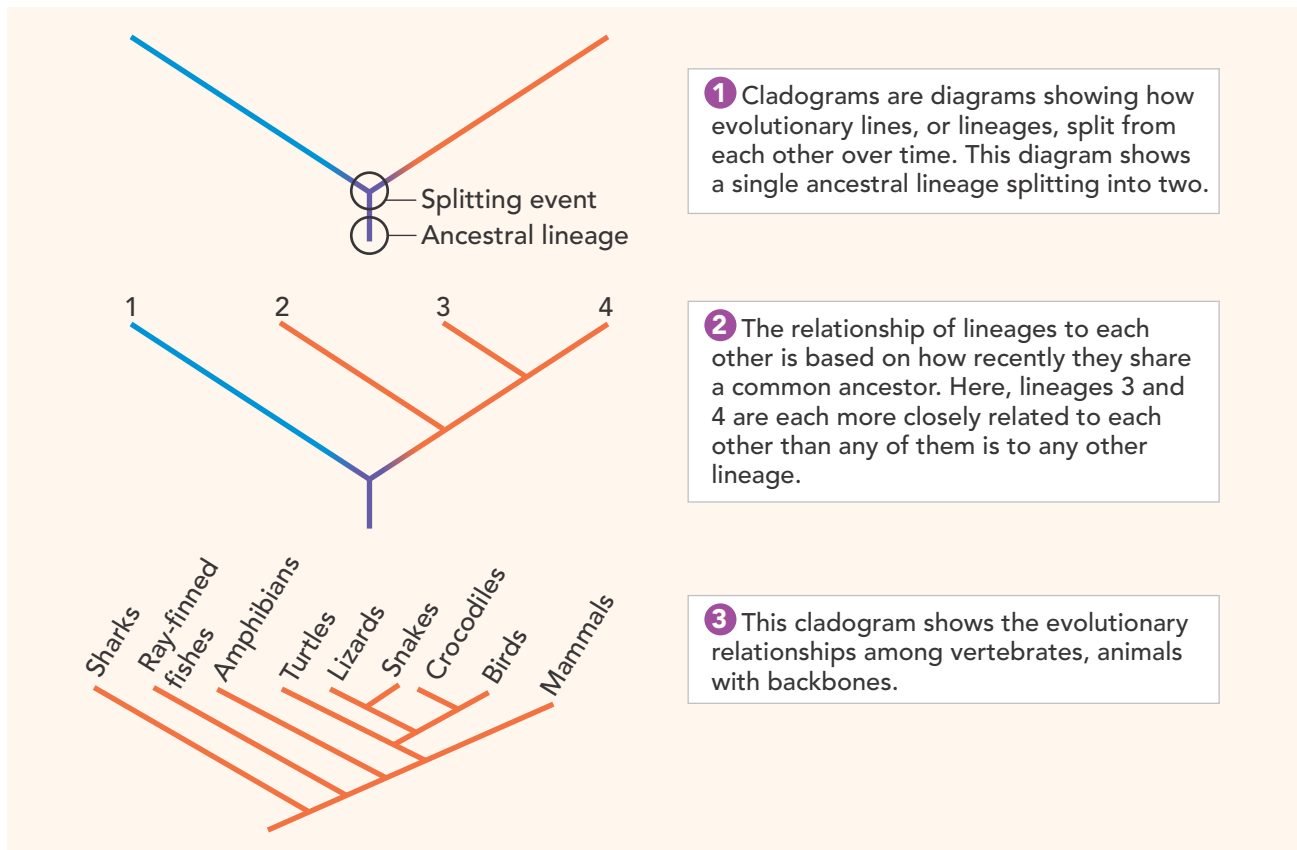 Splitting event
Ancestral lineage
1 Cladograms are diagrams showing how
evolutionary lines, or lineages, split from
each other over time. This diagram shows
a single ancestral lineage splitting into two.
1 2 3 4
2 The relationship of lineages to each
other is based on how recently they share
a common ancestor. Here, lineages 3 and
4 are each more closely related to each
other than any of them is to any other
lineage.
Sharks
Ray-finned
fishes
Amphibians
Turtles
Lizards
Snakes
Crocodiles
Birds
Mammals
3 This cladogram shows the evolutionary
relationships among vertebrates, animals
with backbones.